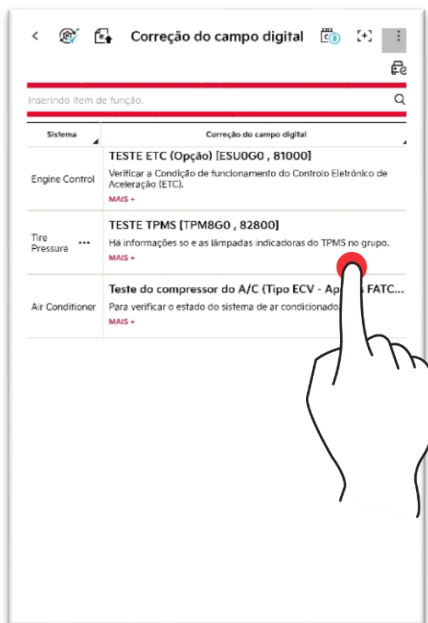 Correção do campo digital
Inserindo item de função.
Sistema
Correção do campo digital
TESTE ETC (Opção) [ESU0G0 , 81000]
Engine Control
Verificar a Condição de funcionamento do Controlo Eletrónico de
Aceleração (ETC).
MAIS +
TESTE TPMS [TPM8G0 , 82800]
Tire
Pressure
...
Há informações so e as lâmpadas indicadoras do TPMS no grupo.
MAIS +
Teste do compressor do A/C (Tipo ECV - Ap s FATC...
Air Conditioner
Para verificar o estado do sistema de ar condicionado
MAIS +